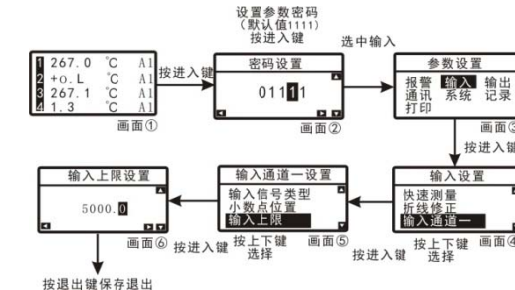 设置参数密码
(默认值1111)
按进入键
选中输入
1 267.0 ℃ A1
2 +o.L ℃ A1
3 267.1 ℃ A1
4 1.3 ℃ A1
画面①
按进入键
密码设置
0111
画面②
参数设置
报警 输入 输出
通讯 系统 记录
打印
画面③
按进入键
输入设置
快速测量
折线修正
输入通道一
画面④
按上下键
选择
按进入键
输入通道一设置
输入信号类型
小数点位置
输入上限
画面⑤
按上下键
选择
按进入键
输入上限设置
5000.0
画面⑥
按退出键保存退出